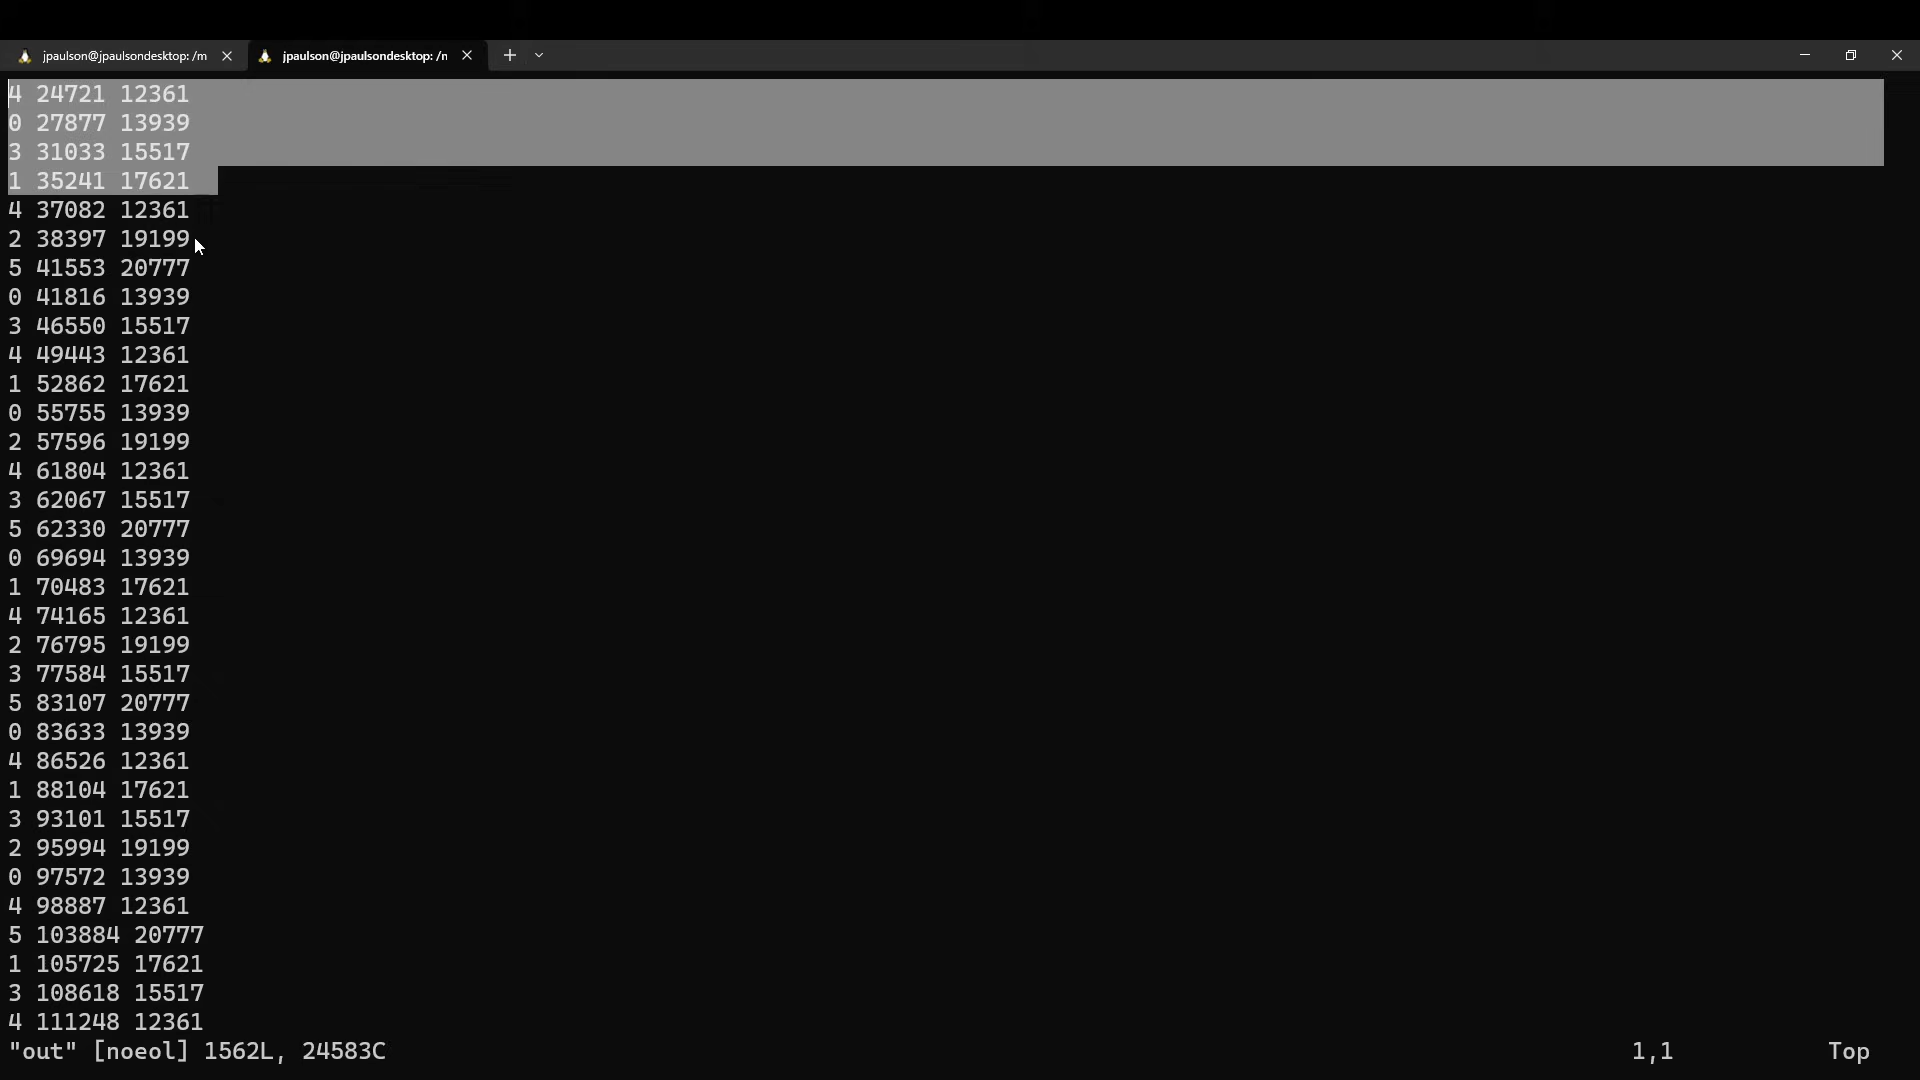 jpaulson@jpaulsondesktop: /m
jpaulson@jpaulsondesktop: /n
4 24721 12361
0 27877 13939
3 31033 15517
1 35241 17621
4 37082 12361
2 38397 19199
5 41553 20777
0 41816 13939
3 46550 15517
4 49443 12361
1 52862 17621
0 55755 13939
2 57596 19199
4 61804 12361
3 62067 15517
5 62330 20777
0 69694 13939
1 70483 17621
4 74165 12361
2 76795 19199
3 77584 15517
5 83107 20777
0 83633 13939
4 86526 12361
1 88104 17621
3 93101 15517
2 95994 19199
0 97572 13939
4 98887 12361
5 103884 20777
1 105725 17621
3 108618 15517
4 111248 12361
"out" [noeol] 1562L, 24583C 1,1 Top